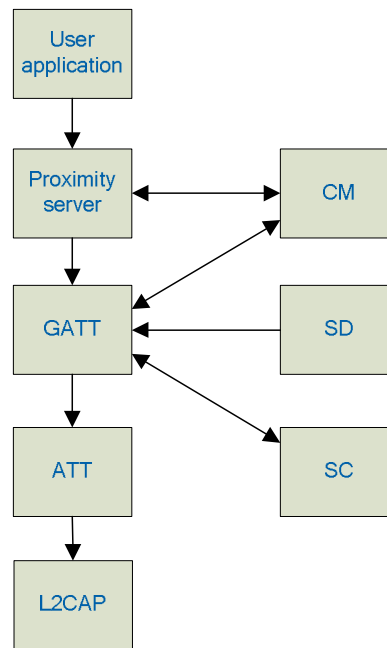 User
application
Proximity
server
CM
GATT
SD
ATT
SC
L2CAP